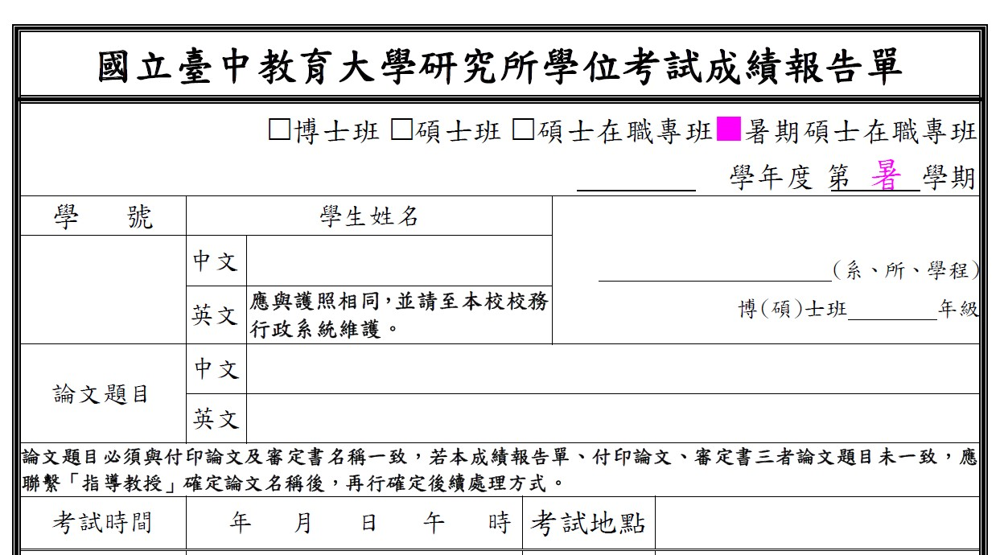 國立臺中教育大學研究所學位考試成績報告單
□博士班 □碩士班 □碩士在職專班■暑期碩士在職專班
學年度 第 暑 學期
學 號
學生姓名
中文
(系、所、學程)
博(碩)士班 年級
英文
應與護照相同,並請至本校校務
行政系統維護。
論文題目
中文
英文
論文題目必須與付印論文及審定書名稱一致,若本成績報告單、付印論文、審定書三者論文題目未一致,應
聯繫「指導教授」確定論文名稱後,再行確定後續處理方式。
考試時間 年 月 日 午 時 考試地點